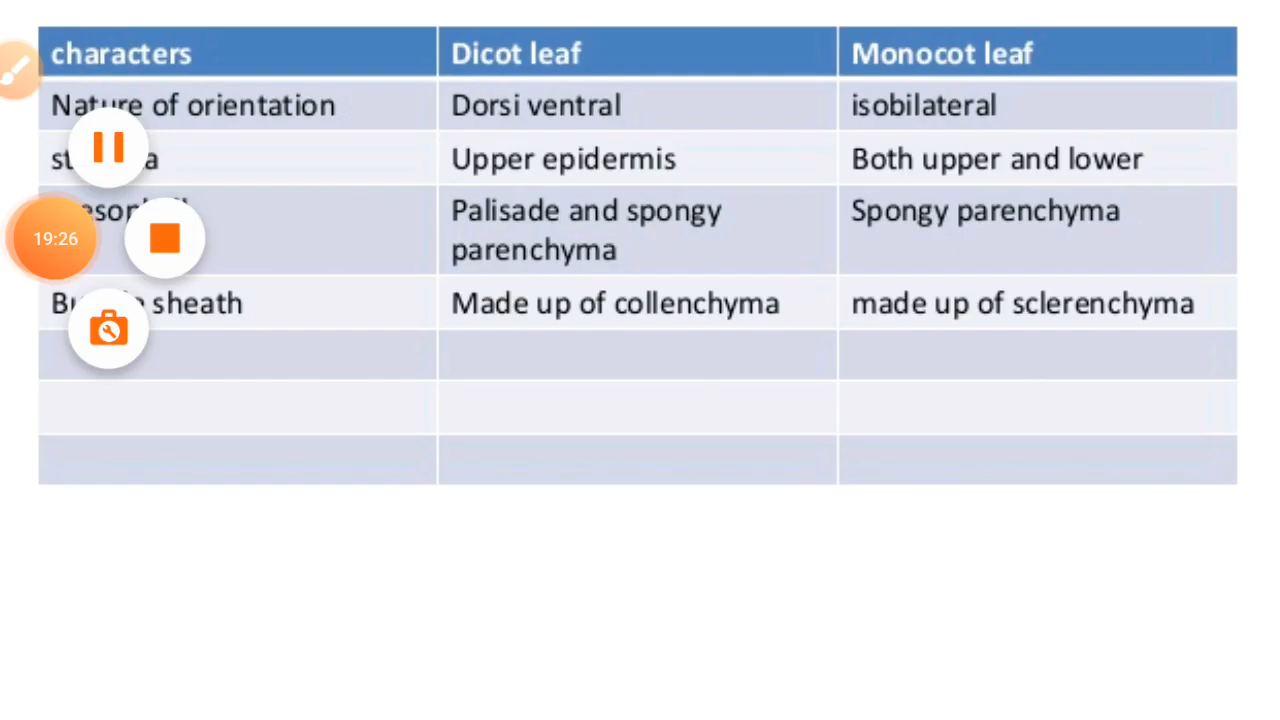 characters Dicot leaf Monocot leaf
Nature of orientation Dorsi ventral isobilateral
Upper epidermis Both upper and lower
Palisade and spongy Spongy parenchyma
parenchyma
19:26
sheath Made up of collenchyma made up of sclerenchyma